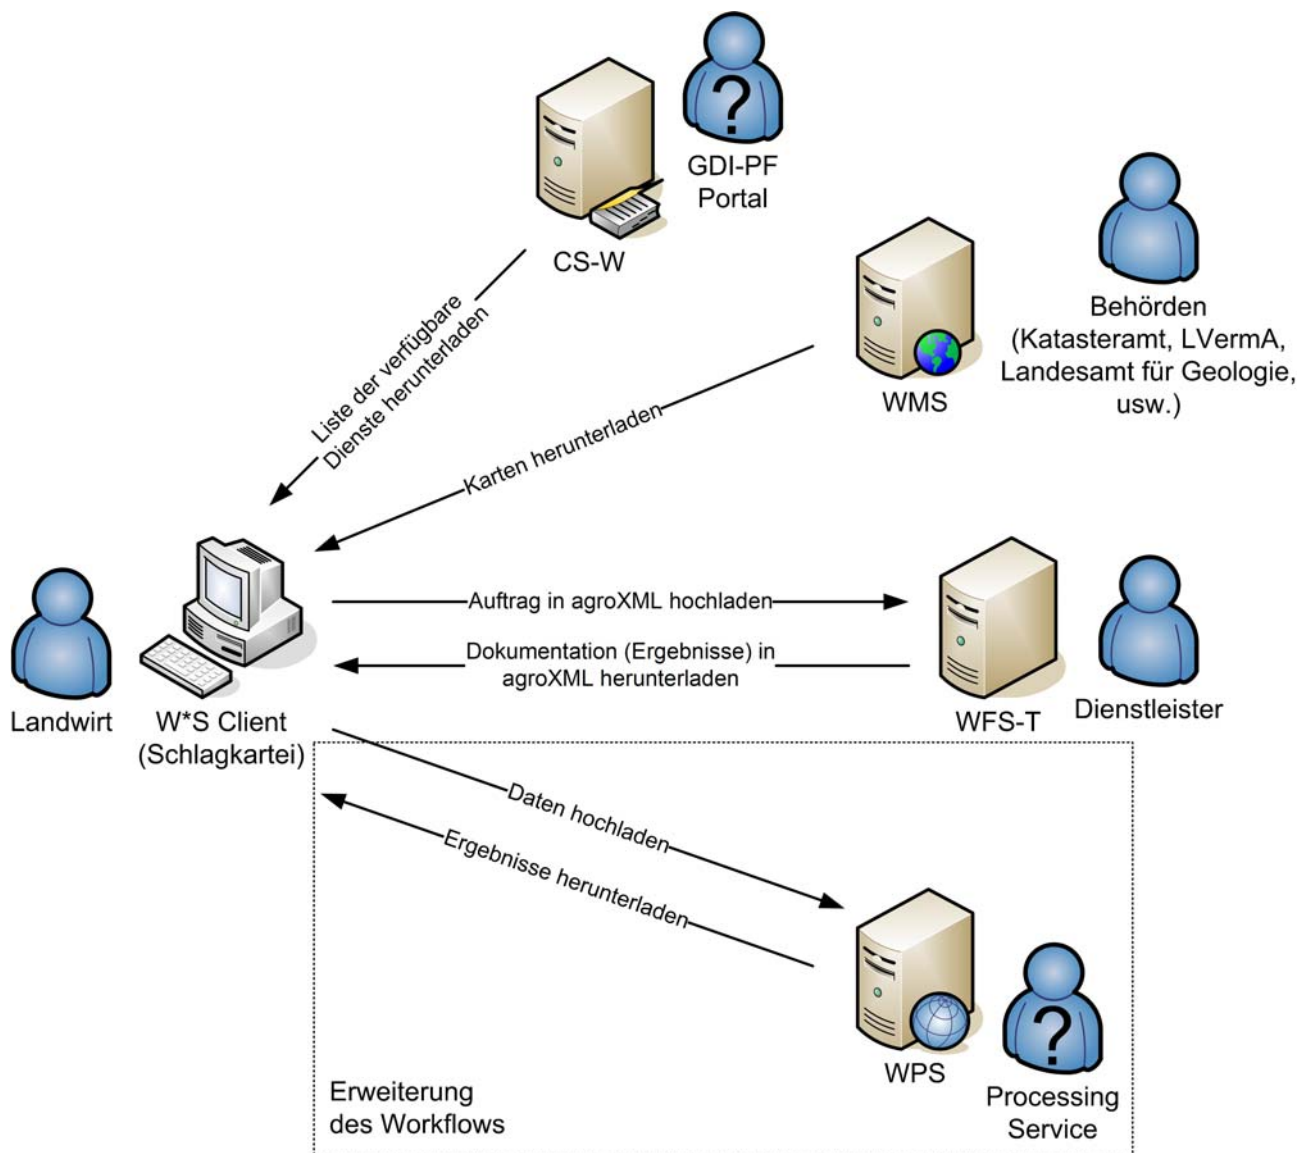 ?
GDI-PF
Portal
CS-W
Behörden
(Katasteramt, LVermA,
Landesamt für Geologie,
usw.)
WMS
Liste der verfügbare
Dienste herunterladen
Karten herunterladen
Auftrag in agroXML hochladen
Dokumentation (Ergebnisse) in
agroXML herunterladen
Landwirt
W*S Client
(Schlagkartei)
WFS-T
Dienstleister
Daten hochladen
Ergebnisse herunterladen
WPS
?
Processing
Service
Erweiterung
des Workflows